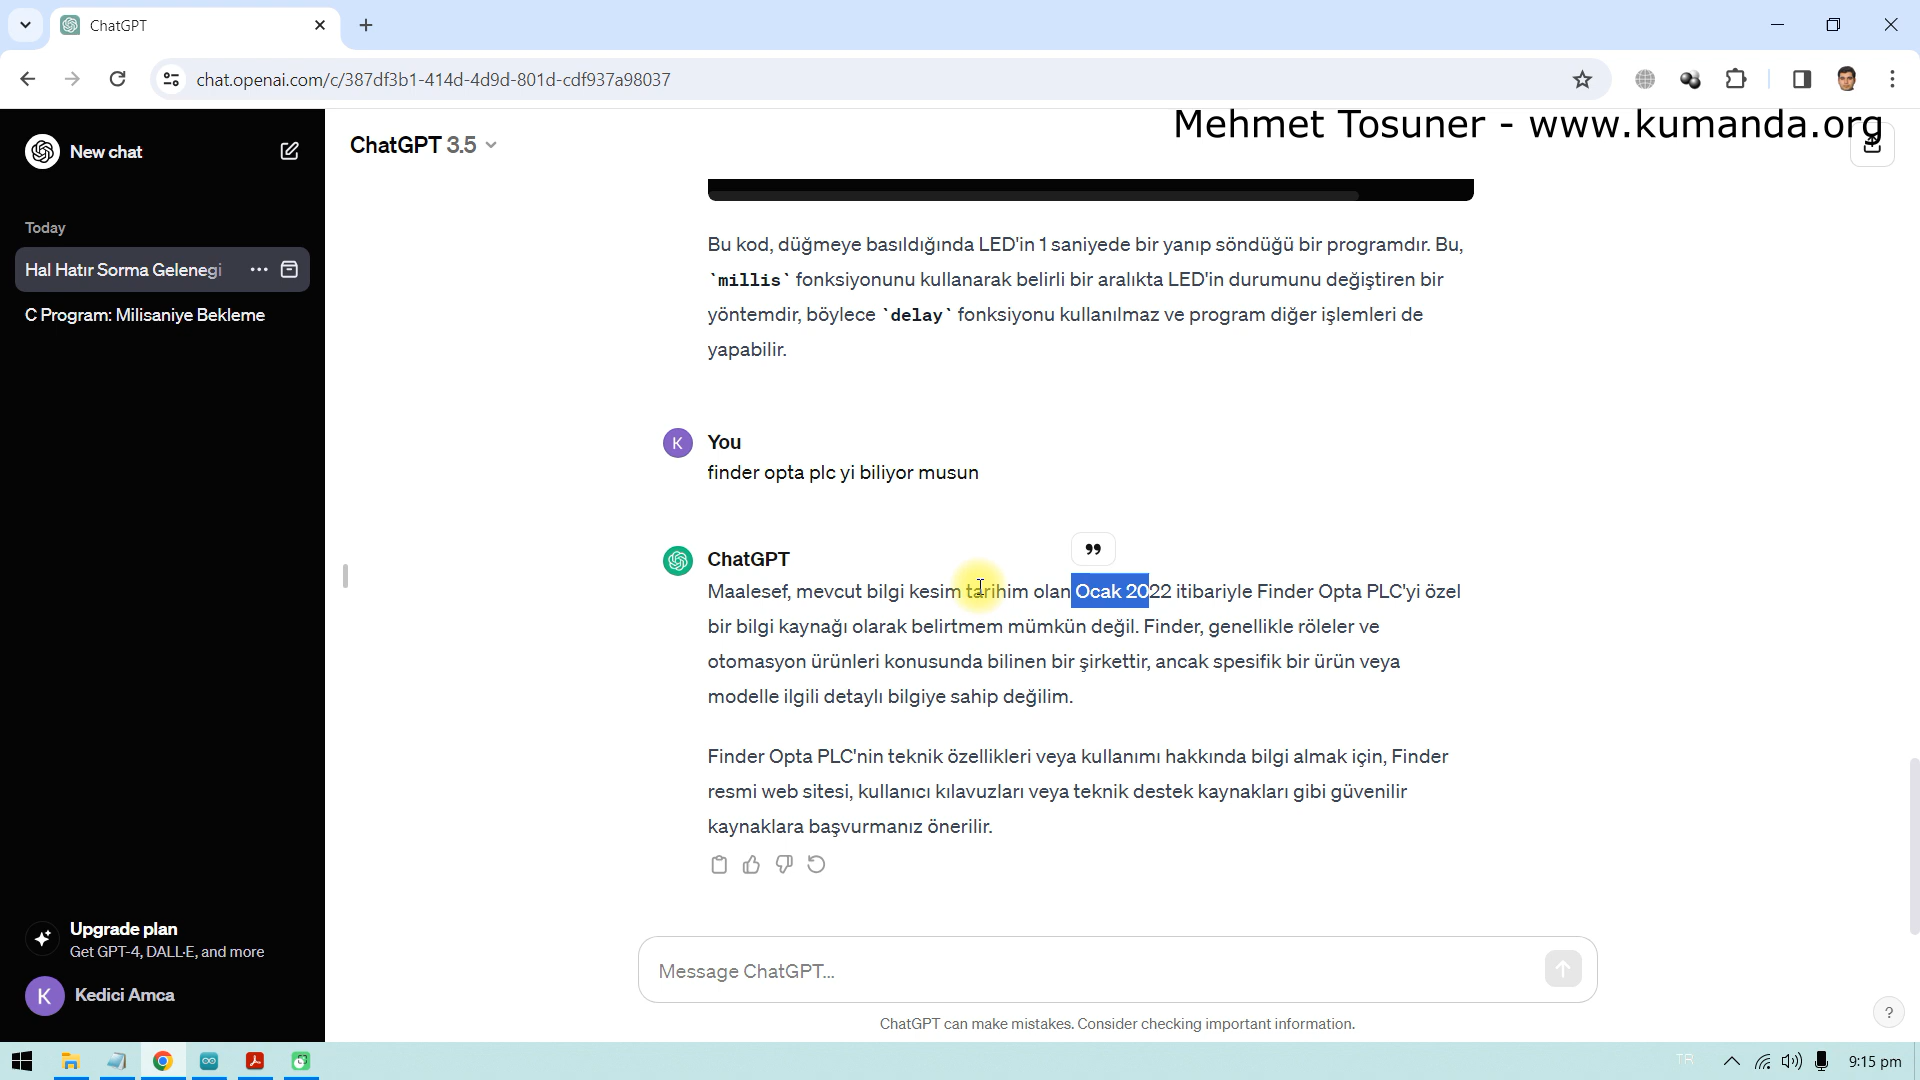 ChatGPT
chat.openai.com/c/387df3b1-414d-4d9d-801d-cdf937a98037
Mehmet Tosuner - www.kumanda.org
New chat
ChatGPT 3.5
Today
Hal Hatır Sorma Gelenegi
C Program: Milisaniye Bekleme
Bu kod, düğmeye basıldığında LED'in 1 saniyede bir yanıp söndüğü bir programdır. Bu,
`millis` fonksiyonunu kullanarak belirli bir aralıkta LED'in durumunu değiştiren bir
yöntemdir, böylece `delay` fonksiyonu kullanılmaz ve program diğer işlemleri de
yapabilir.
K
You
finder opta plc yi biliyor musun
ChatGPT
Maalesef, mevcut bilgi kesim tarihim olan Ocak 2022 itibariyle Finder Opta PLC'yi özel
bir bilgi kaynağı olarak belirtmem mümkün değil. Finder, genellikle röleler ve
otomasyon ürünleri konusunda bilinen bir şirkettir, ancak spesifik bir ürün veya
modelle ilgili detaylı bilgiye sahip değilim.
Finder Opta PLC'nin teknik özellikleri veya kullanımı hakkında bilgi almak için, Finder
resmi web sitesi, kullanıcı kılavuzları veya teknik destek kaynakları gibi güvenilir
kaynaklara başvurmanız önerilir.
Upgrade plan
Get GPT-4, DALL·E, and more
K
Kedici Amca
Message ChatGPT...
ChatGPT can make mistakes. Consider checking important information.
?
TR
9:15 pm